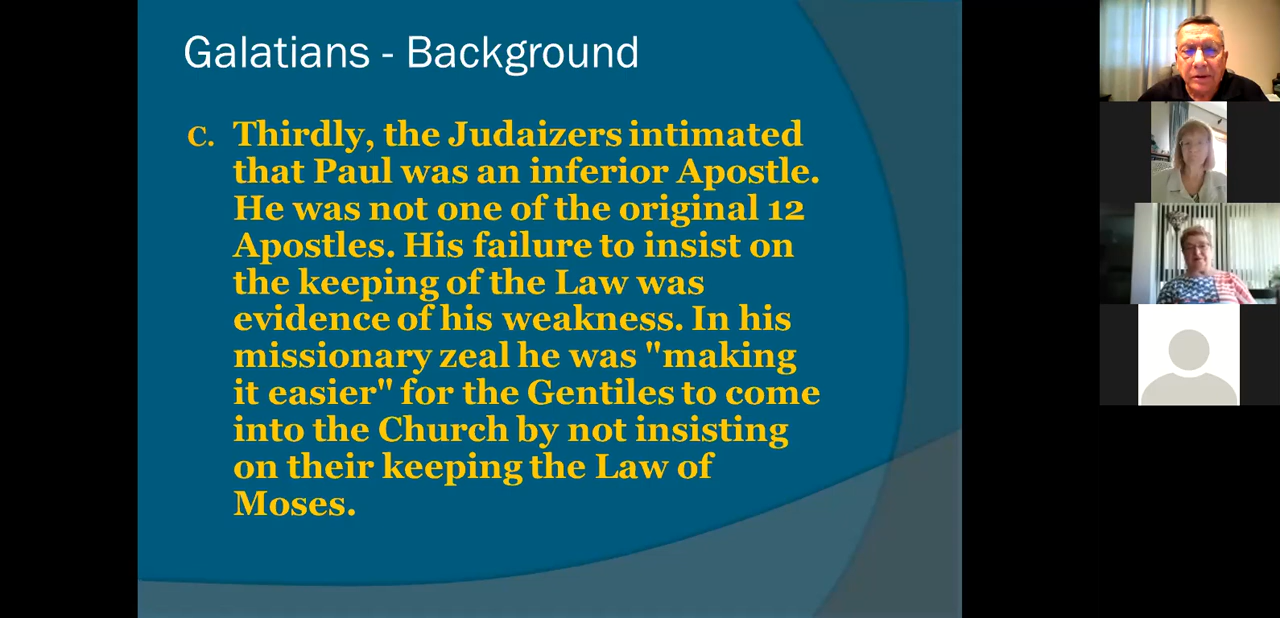 Galatians - Background
C. Thirdly, the Judaizers intimated
that Paul was an inferior Apostle.
He was not one of the original 12
Apostles. His failure to insist on
the keeping of the Law was
evidence of his weakness. In his
missionary zeal he was "making
it easier" for the Gentiles to come
into the Church by not insisting
on their keeping the Law of
Moses.